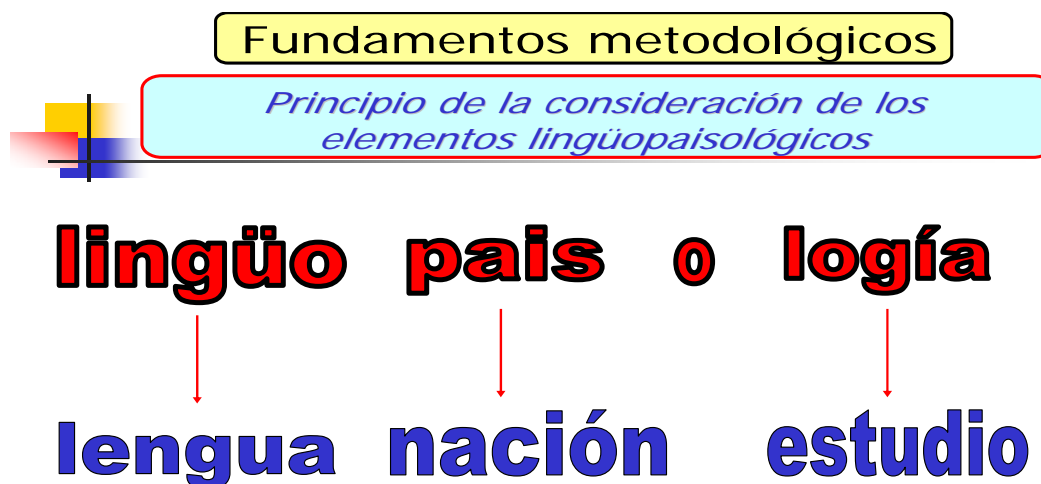 Fundamentos metodológicos
Principio de la consideración de los
elementos lingüopaisológicos
lingüo pais o logía
lengua nación estudio